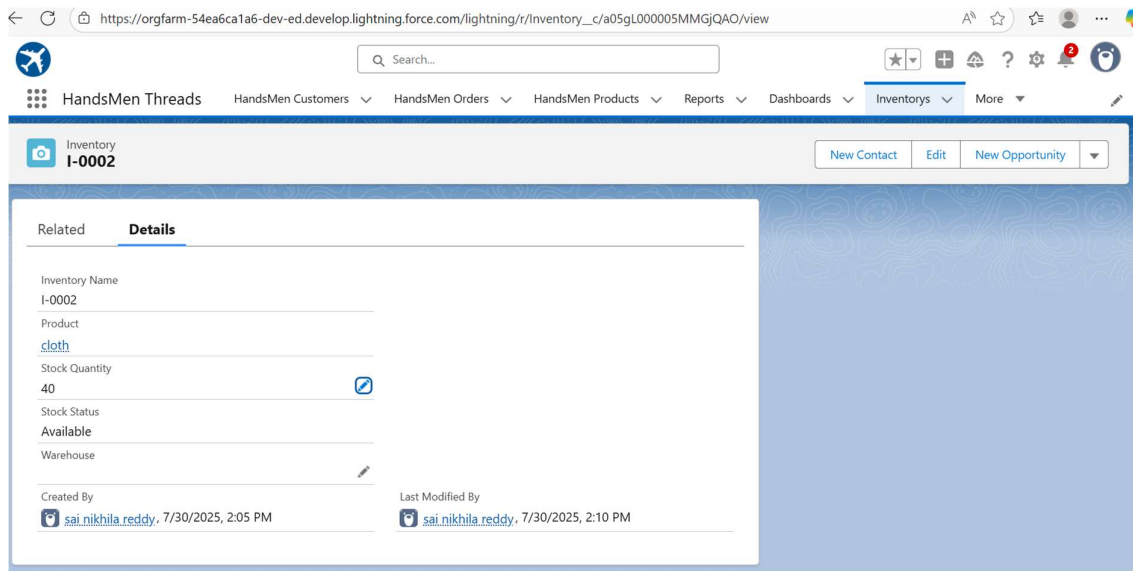 https://orgfarm-54ea6ca1a6-dev-ed.develop.lightning.force.com/lightning/r/Inventory__c/a05gL000005MMGjQAO/view
Search...
2
HandsMen Threads HandsMen Customers HandsMen Orders HandsMen Products Reports Dashboards Inventorys More
Inventory
I-0002
New Contact Edit New Opportunity
Related Details
Inventory Name
I-0002
Product
cloth
Stock Quantity
40
Stock Status
Available
Warehouse
Created By Last Modified By
sai nikhila reddy, 7/30/2025, 2:05 PM sai nikhila reddy, 7/30/2025, 2:10 PM